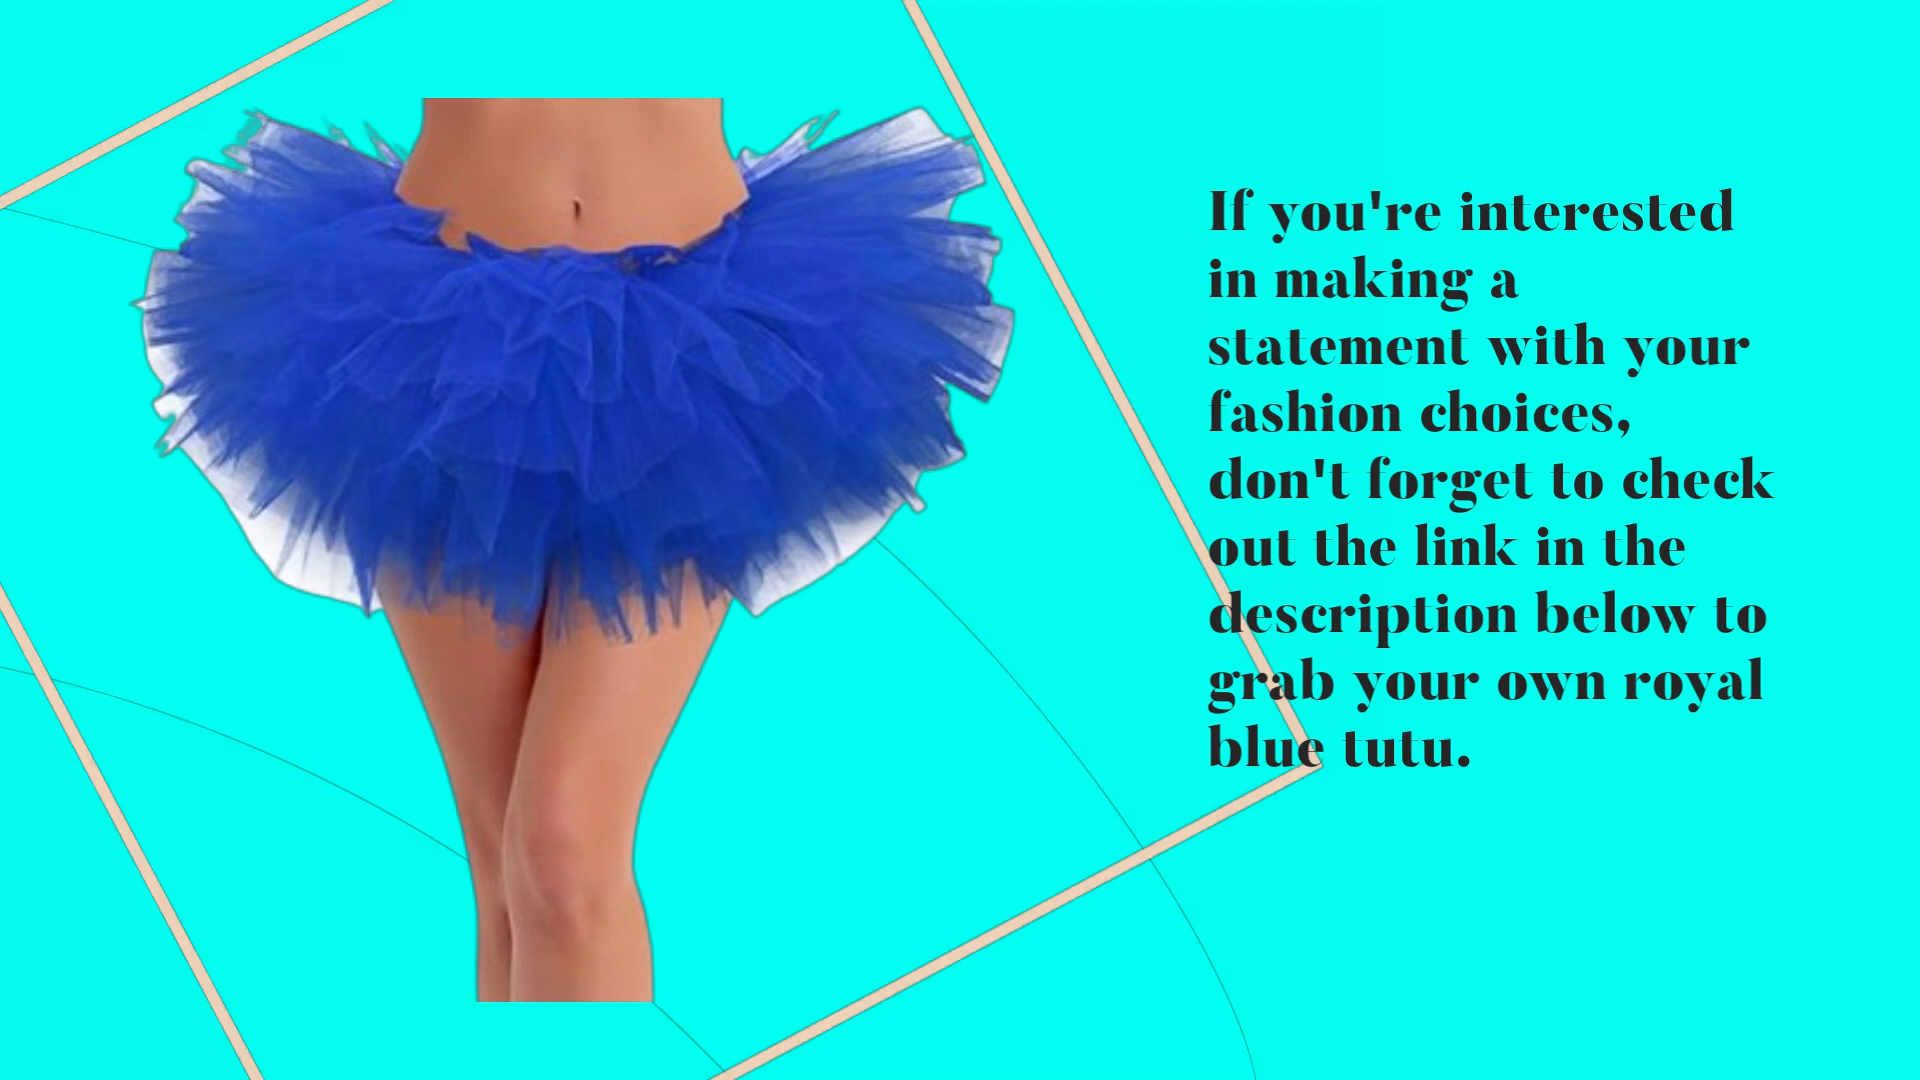 If you're interested
in making a
statement with your
fashion choices,
don't forget to check
out the link in the
description below to
grab your own royal
blue tutu.